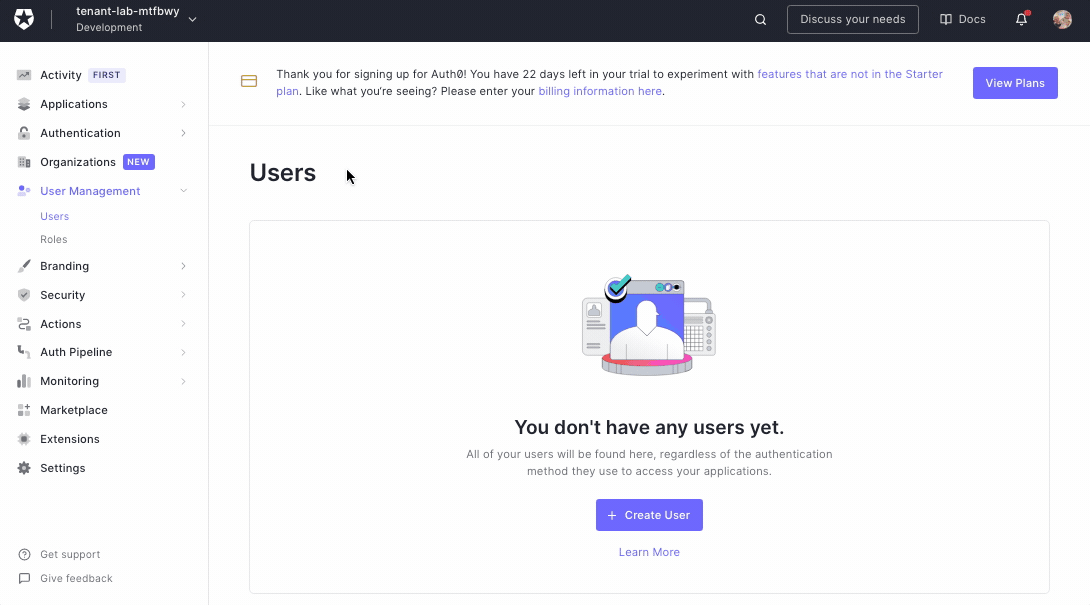 tenant-lab-mtfbwy
Development
Discuss your needs
Docs
Activity FIRST
Applications
Authentication
Organizations NEW
User Management
Users
Roles
Branding
Security
Actions
Auth Pipeline
Monitoring
Marketplace
Extensions
Settings
Get support
Give feedback
Thank you for signing up for Auth0! You have 22 days left in your trial to experiment with features that are not in the Starter
plan. Like what you're seeing? Please enter your billing information here.
View Plans
Users
You don't have any users yet.
All of your users will be found here, regardless of the authentication
method they use to access your applications.
+ Create User
Learn More